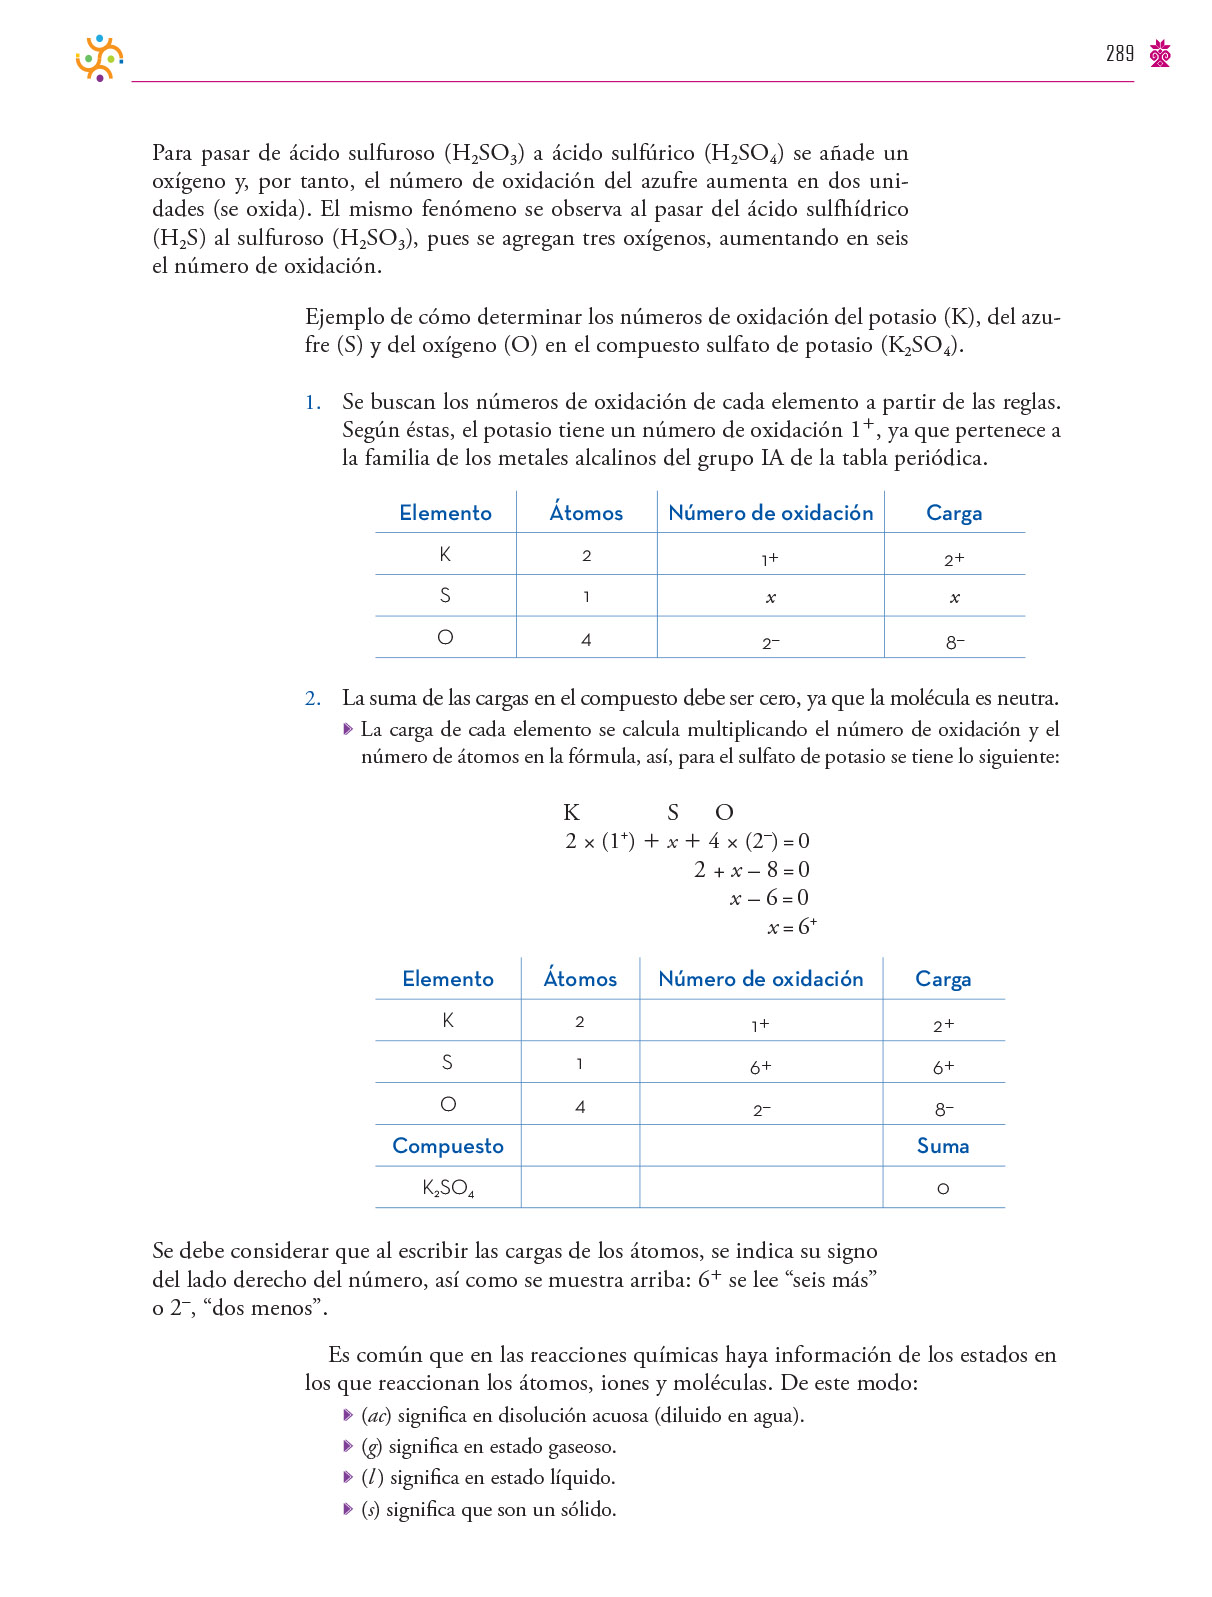 289
Para pasar de ácido sulfuroso (H₂SO₃) a ácido sulfúrico (H₂SO₄) se añade un
oxígeno y, por tanto, el número de oxidación del azufre aumenta en dos uni-
dades (se oxida). El mismo fenómeno se observa al pasar del ácido sulfhídrico
(H₂S) al sulfuroso (H₂SO₃), pues se agregan tres oxígenos, aumentando en seis
el número de oxidación.
Ejemplo de cómo determinar los números de oxidación del potasio (K), del azu-
fre (S) y del oxígeno (O) en el compuesto sulfato de potasio (K₂SO₄).
1. Se buscan los números de oxidación de cada elemento a partir de las reglas.
Según éstas, el potasio tiene un número de oxidación 1⁺, ya que pertenece a
la familia de los metales alcalinos del grupo IA de la tabla periódica.
Elemento Átomos Número de oxidación Carga
K 2 1⁺ 2⁺
S 1 x x
O 4 2⁻ 8⁻
2. La suma de las cargas en el compuesto debe ser cero, ya que la molécula es neutra.
La carga de cada elemento se calcula multiplicando el número de oxidación y el
número de átomos en la fórmula, así, para el sulfato de potasio se tiene lo siguiente:
K S O
2 × (1⁺) + x + 4 × (2⁻) = 0
2 + x – 8 = 0
x – 6 = 0
x = 6⁺
Elemento Átomos Número de oxidación Carga
K 2 1⁺ 2⁺
S 1 6⁺ 6⁺
O 4 2⁻ 8⁻
Compuesto Suma
K₂SO₄ 0
Se debe considerar que al escribir las cargas de los átomos, se indica su signo
del lado derecho del número, así como se muestra arriba: 6⁺ se lee “seis más”
o 2⁻, “dos menos”.
Es común que en las reacciones químicas haya información de los estados en
los que reaccionan los átomos, iones y moléculas. De este modo:
(ac) significa en disolución acuosa (diluido en agua).
(g) significa en estado gaseoso.
(l) significa en estado líquido.
(s) significa que son un sólido.